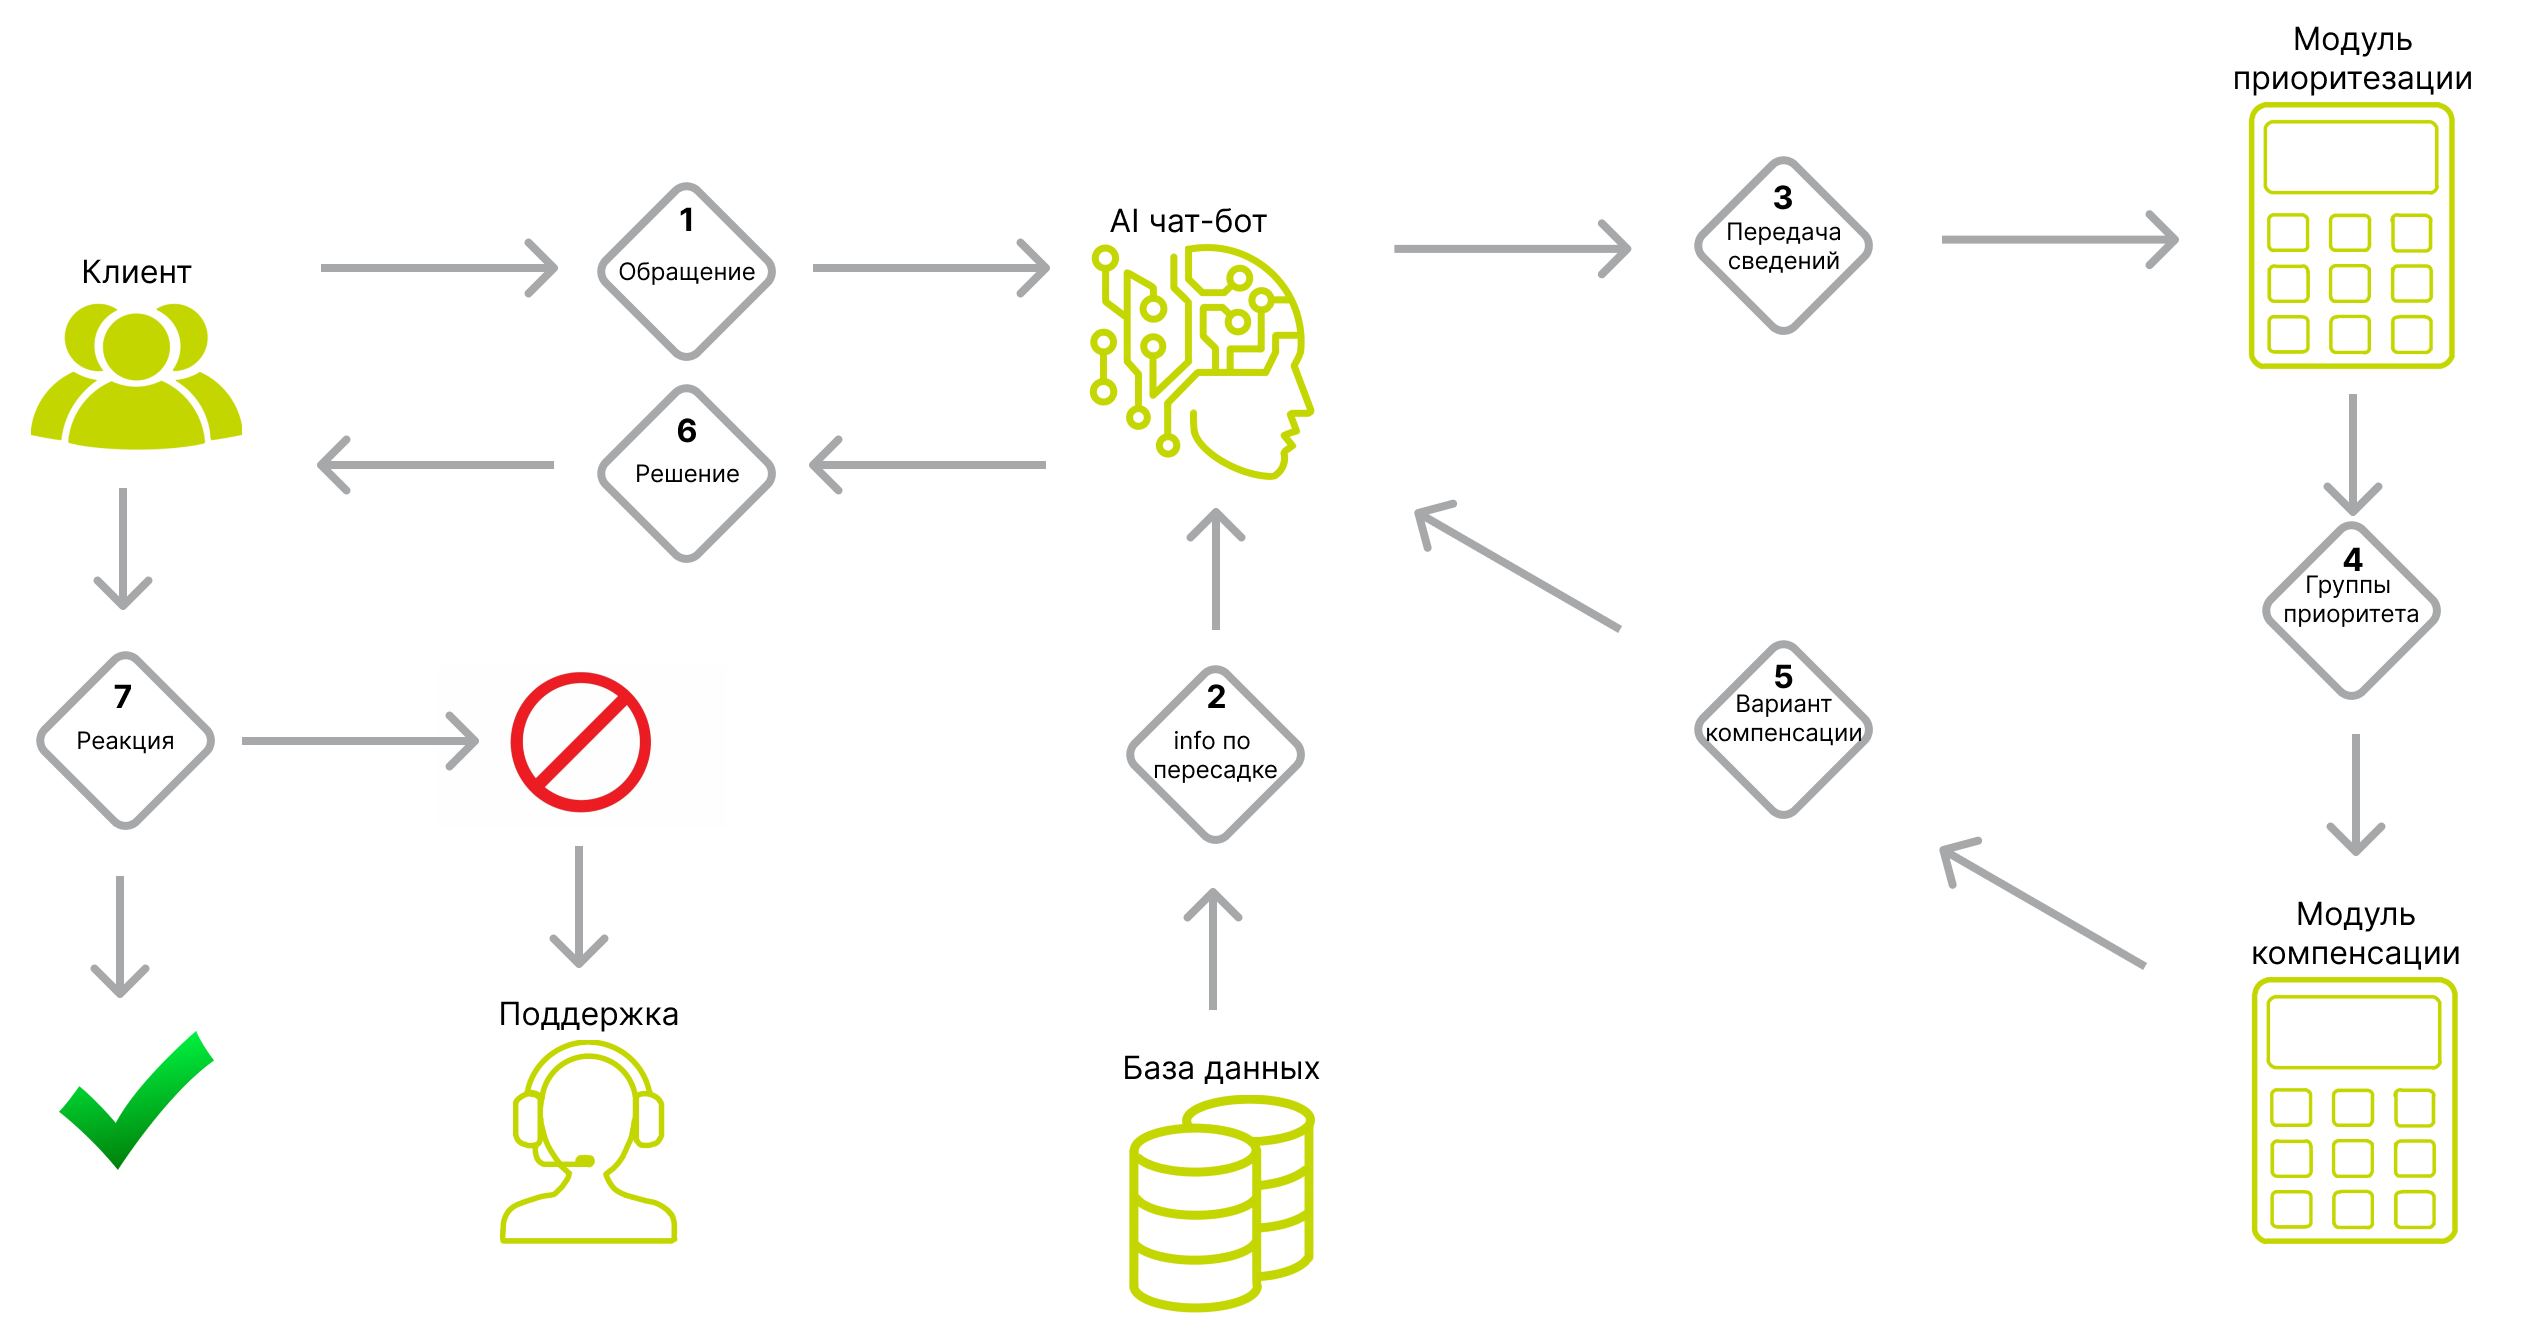 Модуль
приоритезации
Клиент
1
Обращение
AI чат-бот
3
Передача
сведений
6
Решение
4
Группы
приоритета
7
Реакция
2
info по
пересадке
5
Вариант
компенсации
Модуль
компенсации
Поддержка
База данных